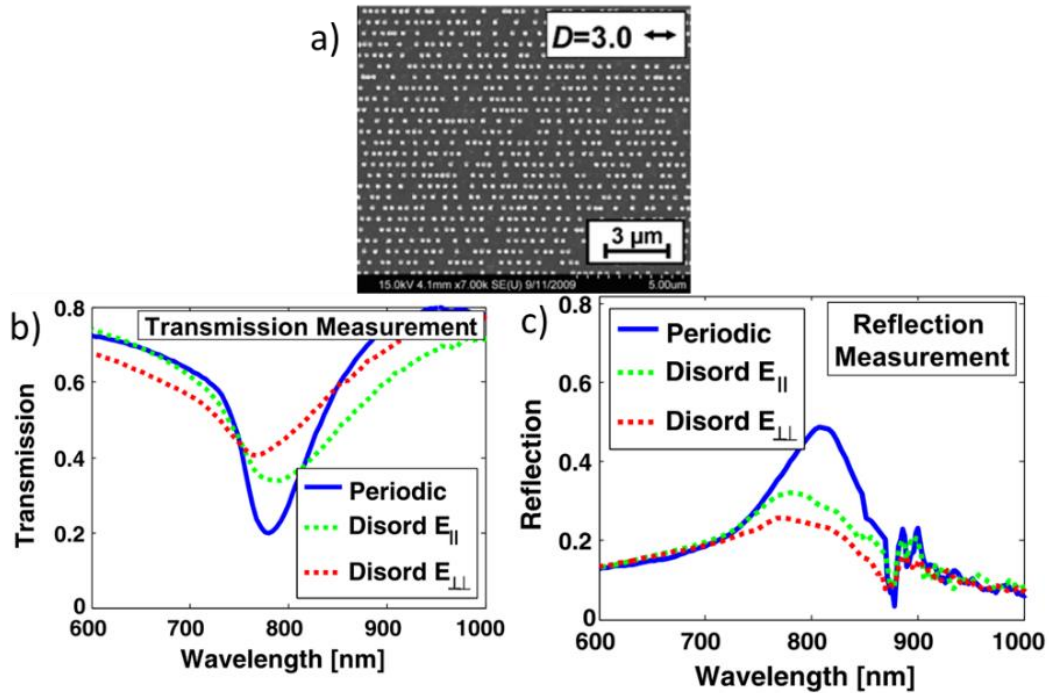 a)
D=3.0
3 μm
15.0kV 4.1mm x7.00k SE(U) 9/11/2009
5.00um
b)
Transmission Measurement
Transmission
0.8
0.6
0.4
0.2
0
Periodic
Disord E||
Disord E⊥⊥
600 700 800 900 1000
Wavelength [nm]
c)
Reflection
Measurement
Reflection
0.8
0.6
0.4
0.2
0
Periodic
Disord E||
Disord E⊥⊥
600 700 800 900 1000
Wavelength [nm]